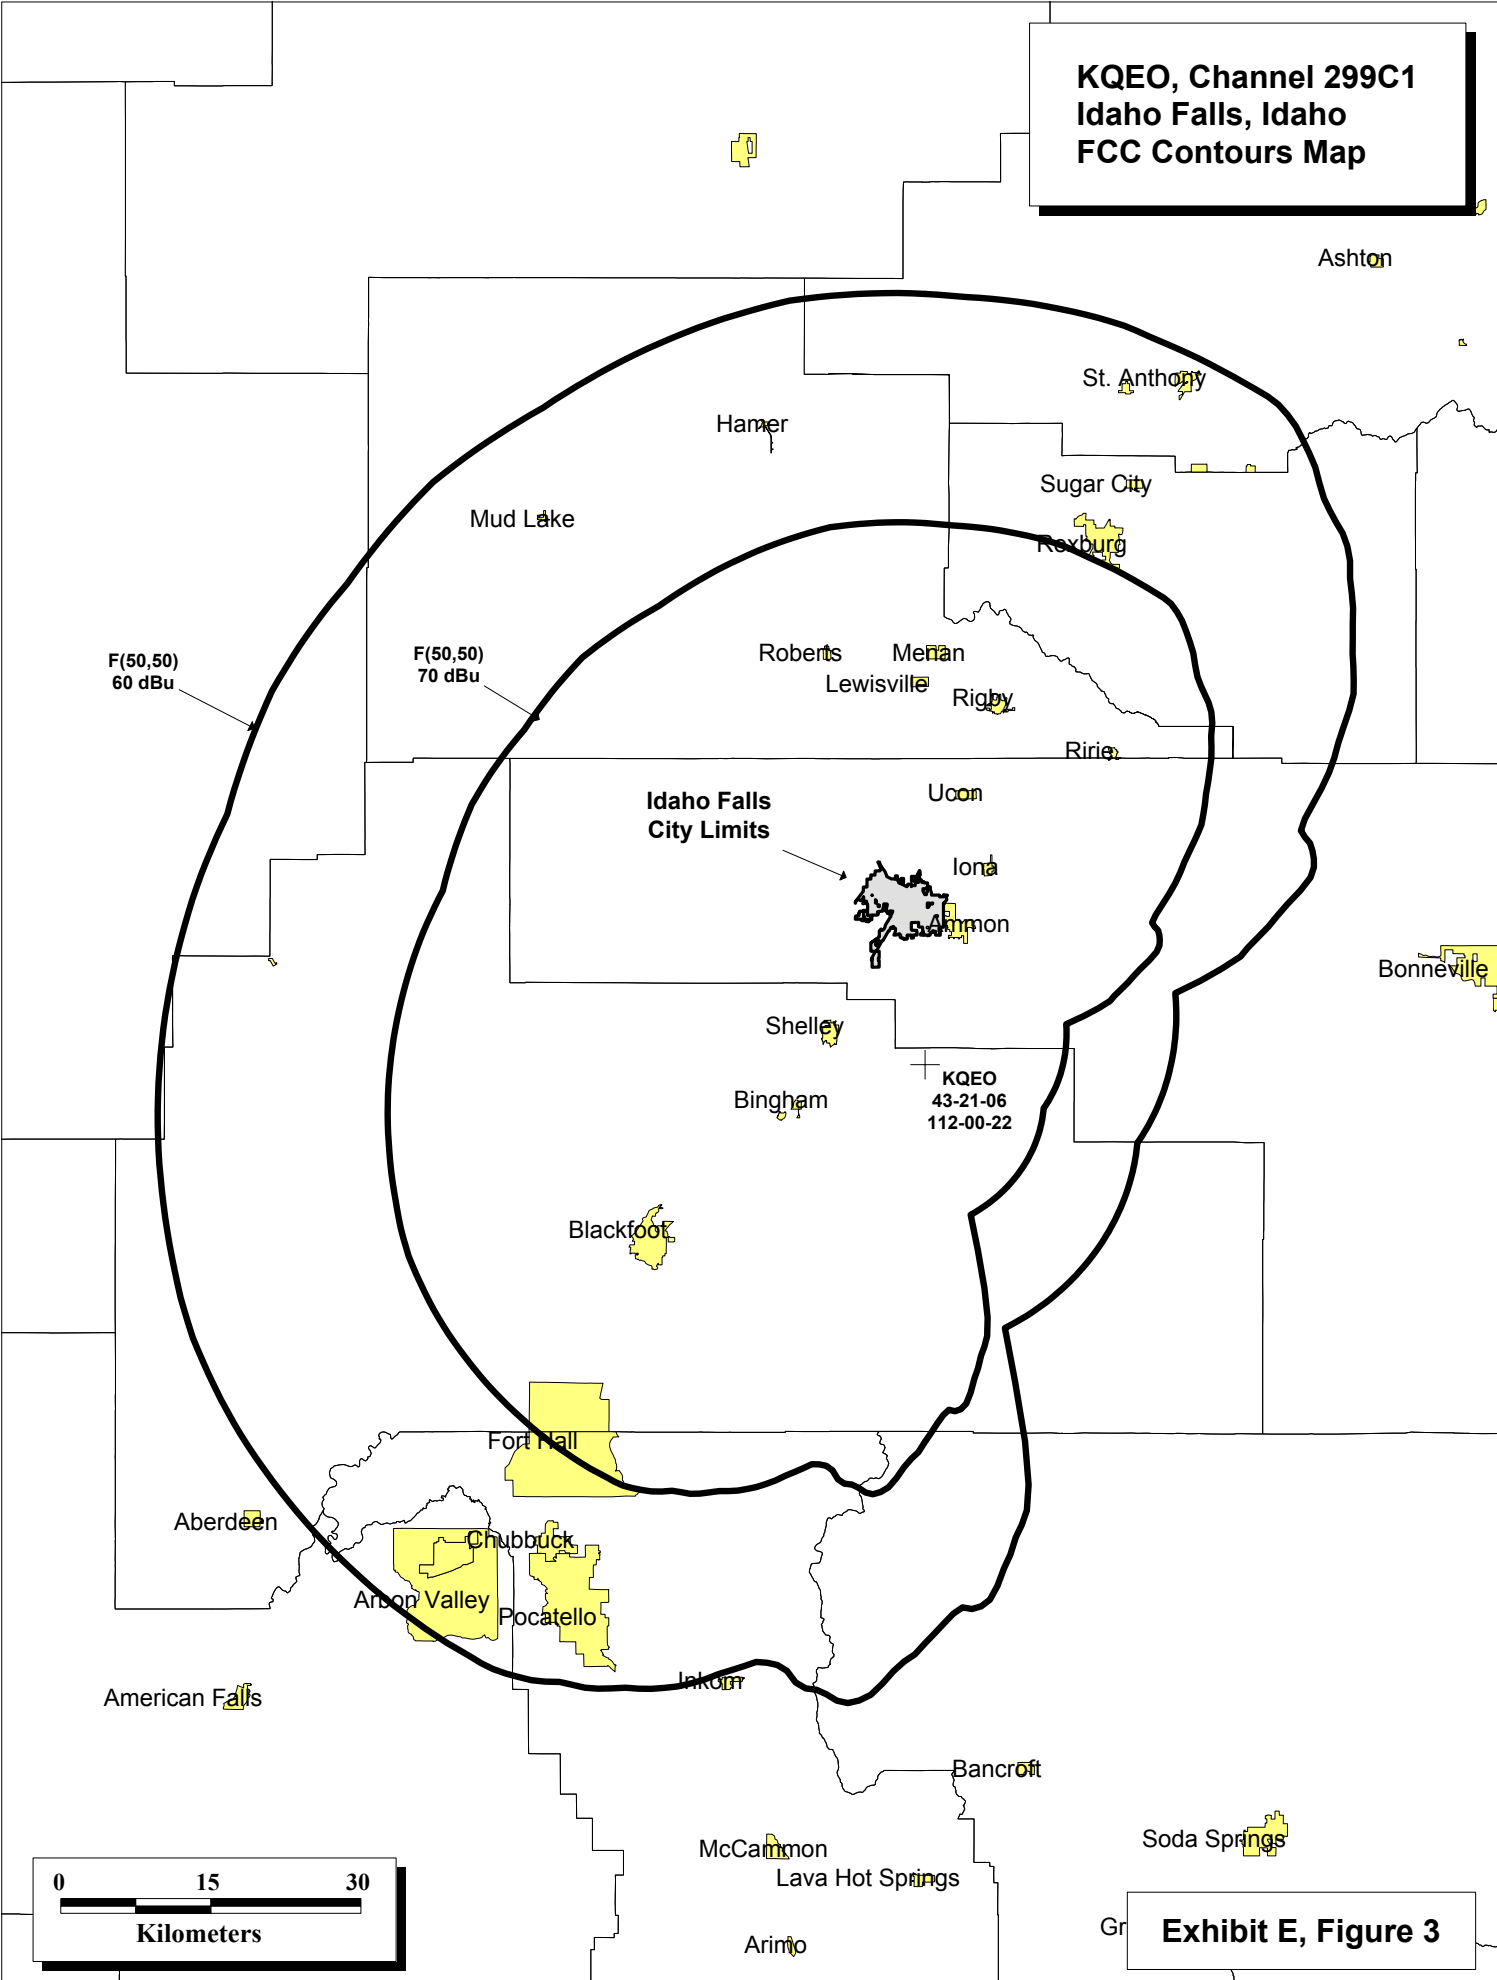 KQEO, Channel 299C1
Idaho Falls, Idaho
FCC Contours Map
Ashton
St. Anthony
Hamer
Sugar City
Mud Lake
Rexburg
F(50,50)
60 dBu
F(50,50)
70 dBu
Roberts
Menan
Lewisville
Rigby
Ririe
Ucon
Idaho Falls
City Limits
Iona
Ammon
Bonneville
Shelley
KQEO
43-21-06
112-00-22
Bingham
Blackfoot
Fort Hall
Aberdeen
Chubbuck
Arbon Valley
Pocatello
Inkom
American Falls
Bancroft
Soda Springs
McCammon
Lava Hot Springs
Arimo
Gr
0 15 30
Kilometers
Exhibit E, Figure 3